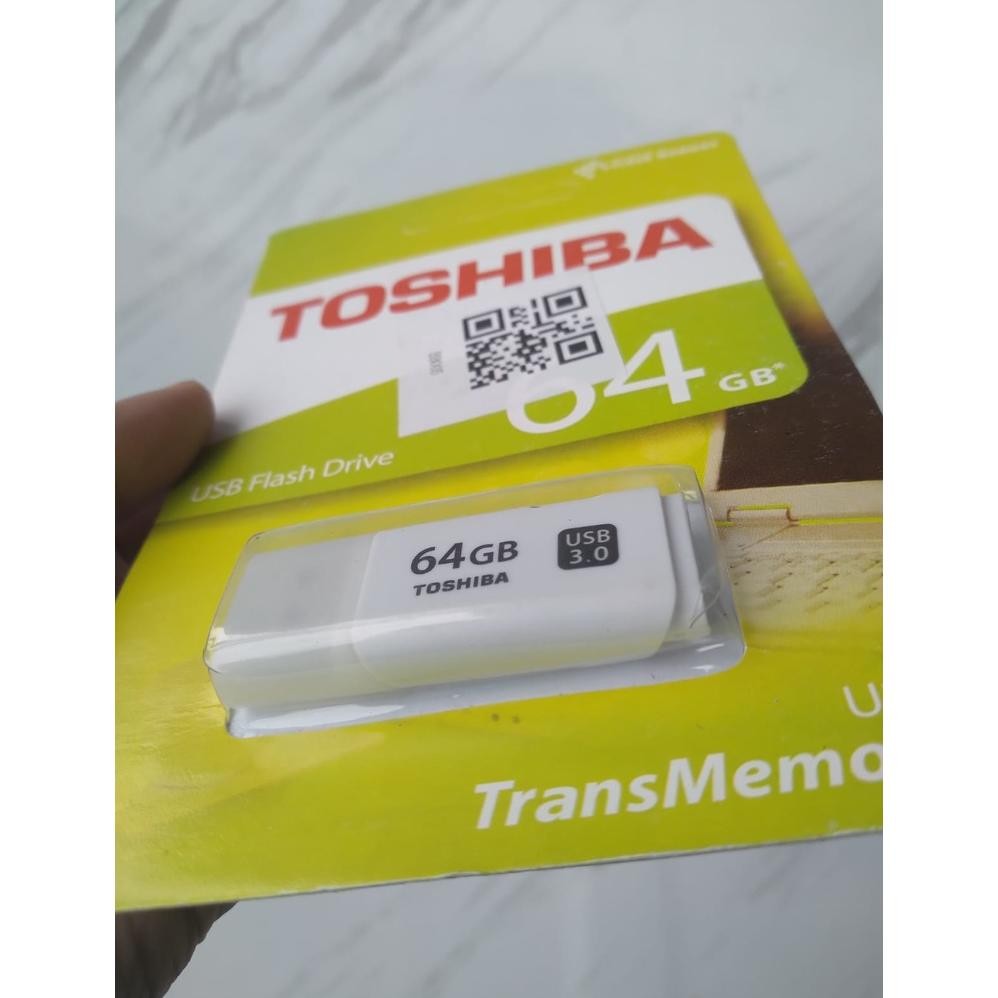 TOSHIBA
64 GB*
USB Flash Drive
64GB
TOSHIBA
USB
3.0
U
TransMemo